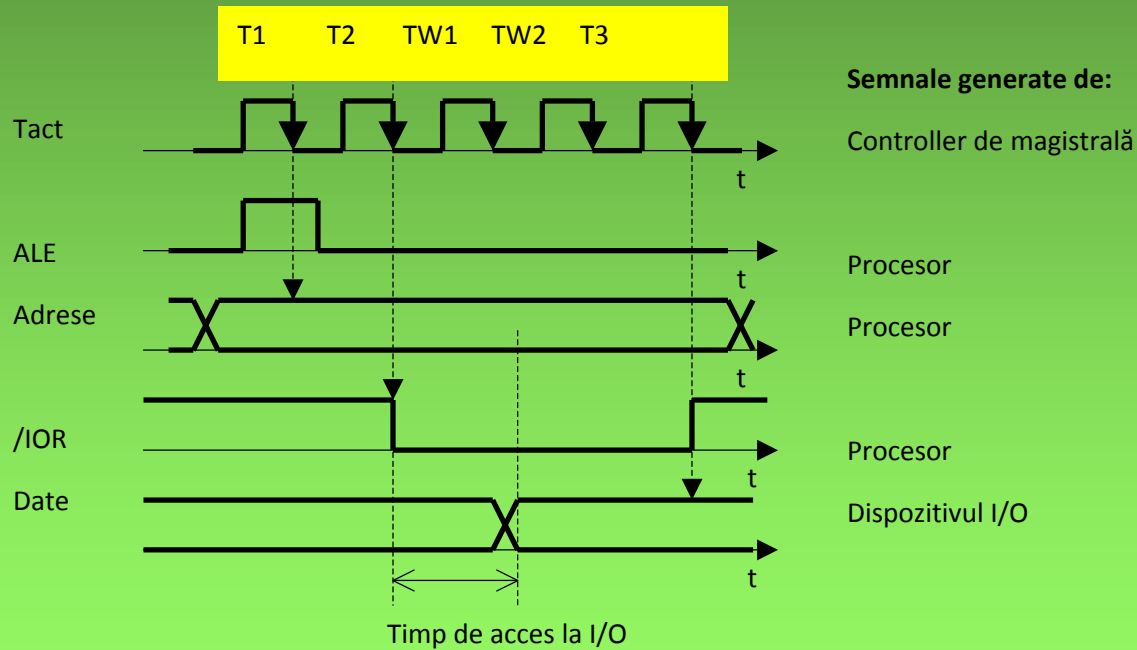 T1 T2 TW1 TW2 T3
Semnale generate de:
Tact
Controller de magistrală
t
ALE
Procesor
t
Adrese
Procesor
t
/IOR
Procesor
t
Date
Dispozitivul I/O
t
Timp de acces la I/O